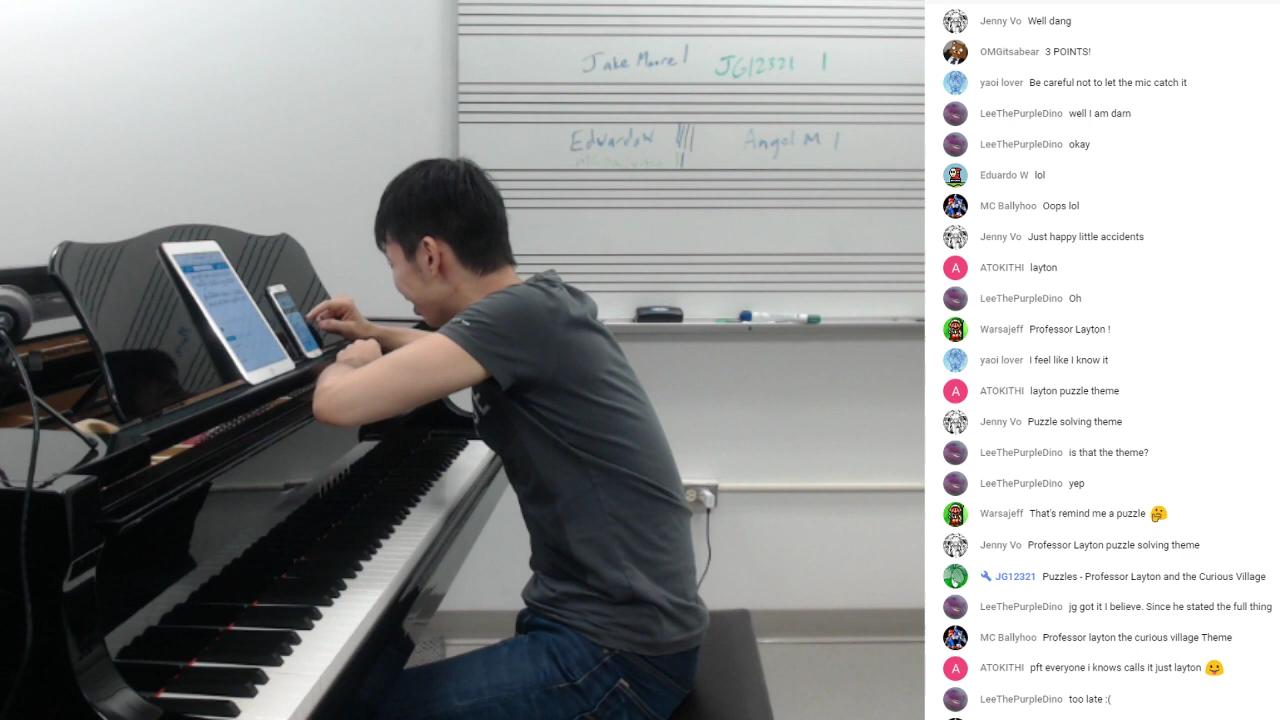 Jake Moore |
JG12321 |
Eduardo W ||||
Angel M |
Jenny Vo Well dang
OMGitsabear 3 POINTS!
yaoi lover Be careful not to let the mic catch it
LeeThePurpleDino well I am darn
LeeThePurpleDino okay
Eduardo W lol
MC Ballyhoo Oops lol
Jenny Vo Just happy little accidents
A ATOKITHI layton
LeeThePurpleDino Oh
Warsajeff Professor Layton !
yaoi lover I feel like I know it
A ATOKITHI layton puzzle theme
Jenny Vo Puzzle solving theme
LeeThePurpleDino is that the theme?
LeeThePurpleDino yep
Warsajeff That's remind me a puzzle 🤔
Jenny Vo Professor Layton puzzle solving theme
JG12321 Puzzles - Professor Layton and the Curious Village
LeeThePurpleDino jg got it I believe. Since he stated the full thing
MC Ballyhoo Professor layton the curious village Theme
A ATOKITHI pft everyone i knows calls it just layton 😛
LeeThePurpleDino too late :(